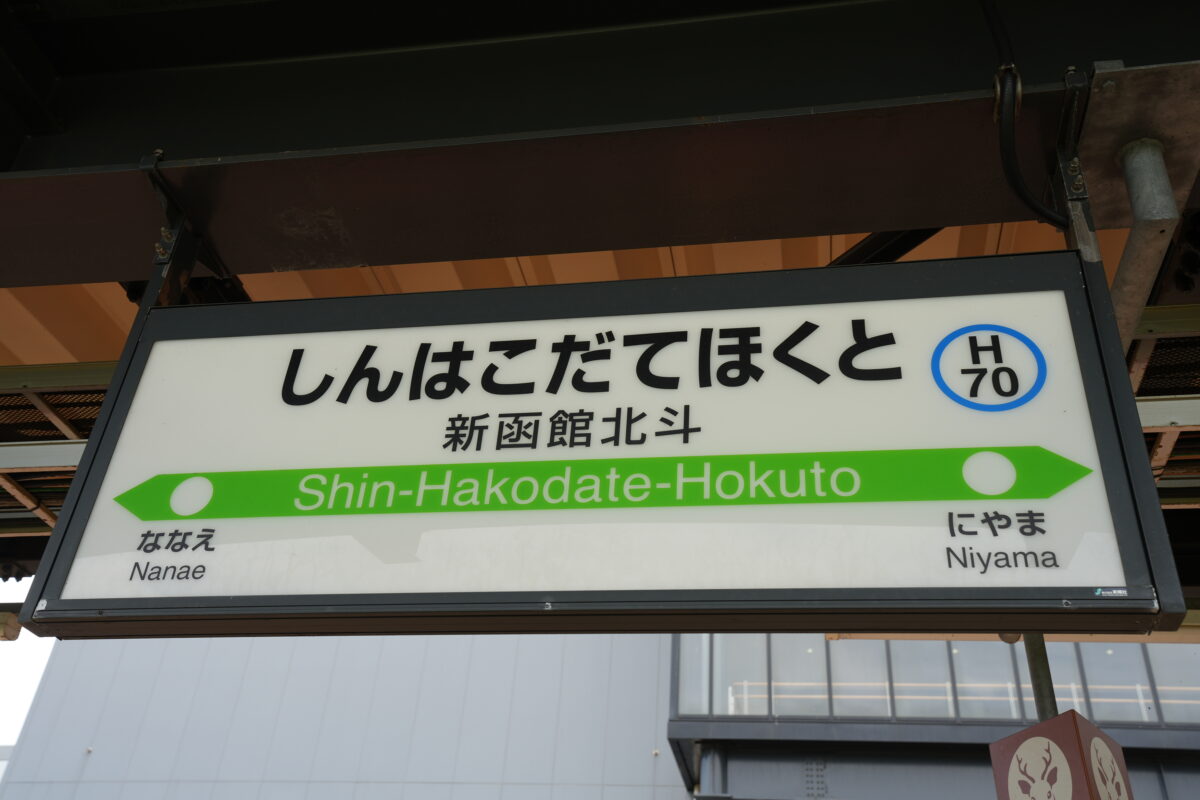 しんはこだてほくと
H
70
新函館北斗
Shin-Hakodate-Hokuto
ななえ
Nanae
にやま
Niyama